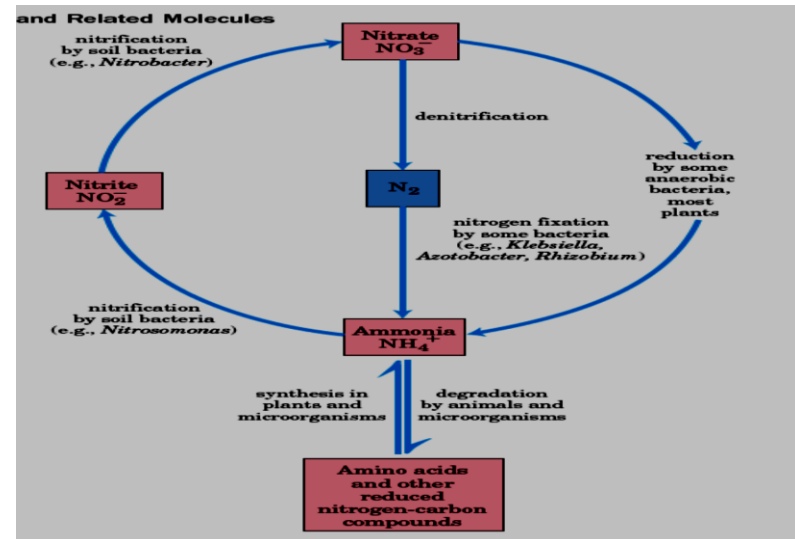 and Related Molecules
nitrification
by soil bacteria
(e.g., Nitrobacter)
Nitrate
NO₃⁻
denitrification
reduction
by some
anaerobic
bacteria,
most
plants
Nitrite
NO₂⁻
N₂
nitrogen fixation
by some bacteria
(e.g., Klebsiella,
Azotobacter, Rhizobium)
nitrification
by soil bacteria
(e.g., Nitrosomonas)
Ammonia
NH₄⁺
synthesis in
plants and
microorganisms
degradation
by animals and
microorganisms
Amino acids
and other
reduced
nitrogen-carbon
compounds